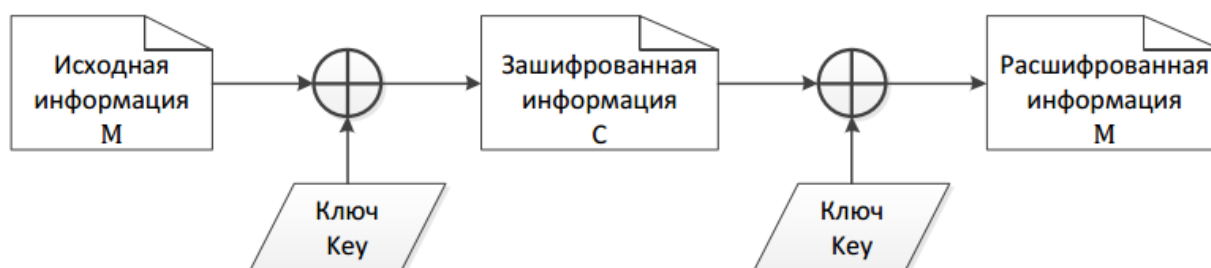 Исходная
информация
M
Зашифрованная
информация
C
Расшифрованная
информация
M
Ключ
Key
Ключ
Key